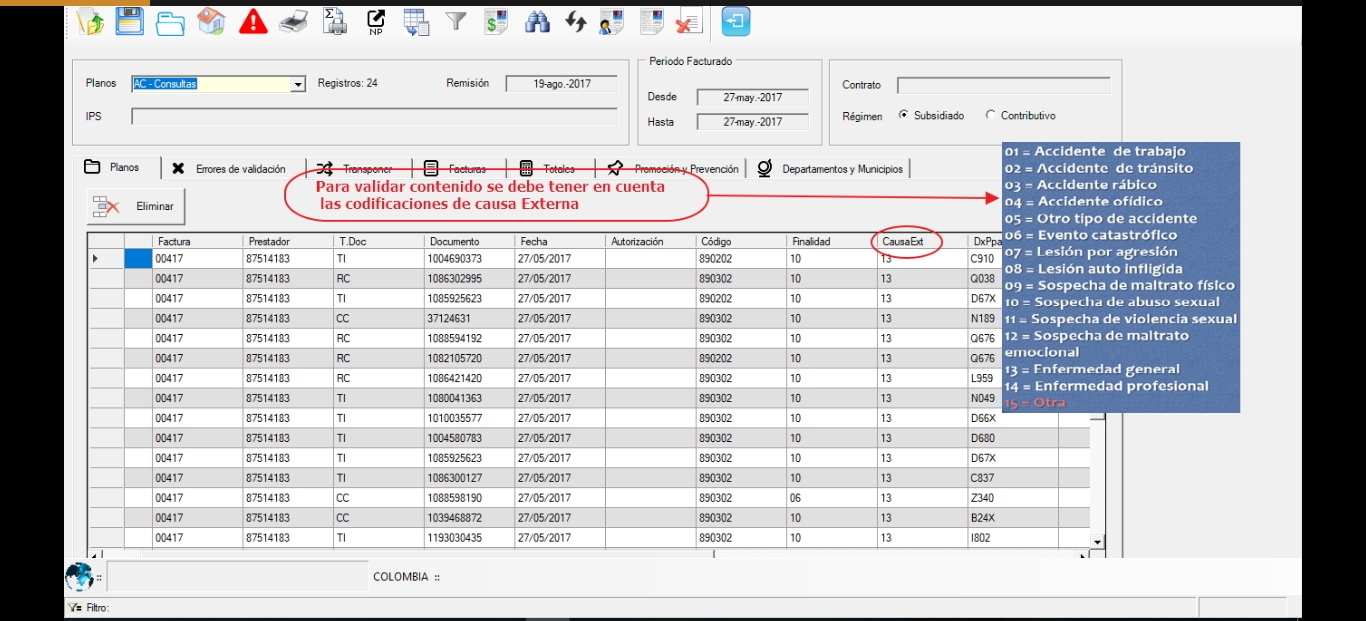 Σ
NP
$
Planos
AC - Consultas
Registros: 24
Remisión
19-ago.-2017
IPS
Periodo Facturado
Desde
27-may.-2017
Hasta
27-may.-2017
Contrato
Régimen
Subsidiado
Contributivo
Planos
Errores de validación
Transponer
Facturas
Totales
Promoción y Prevención
Departamentos y Municipios
Eliminar
Para validar contenido se debe tener en cuenta
las codificaciones de causa Externa
01 = Accidente de trabajo
02 = Accidente de tránsito
03 = Accidente rábico
04 = Accidente ofídico
05 = Otro tipo de accidente
06 = Evento catastrófico
07 = Lesión por agresión
08 = Lesión auto infligida
09 = Sospecha de maltrato físico
10 = Sospecha de abuso sexual
11 = Sospecha de violencia sexual
12 = Sospecha de maltrato
emocional
13 = Enfermedad general
14 = Enfermedad profesional
15 = Otra
Factura Prestador T.Doc Documento Fecha Autorización Código Finalidad CausaExt DxPpa
00417 87514183 TI 1004690373 27/05/2017 890202 10 13 C910
00417 87514183 RC 1086302995 27/05/2017 890302 10 13 Q038
00417 87514183 TI 1085925623 27/05/2017 890202 10 13 D67X
00417 87514183 CC 37124631 27/05/2017 890302 10 13 N189
00417 87514183 RC 1088594192 27/05/2017 890302 10 13 Q676
00417 87514183 RC 1082105720 27/05/2017 890202 10 13 Q676
00417 87514183 RC 1086421420 27/05/2017 890302 10 13 L959
00417 87514183 TI 1080041363 27/05/2017 890302 10 13 N049
00417 87514183 TI 1010035577 27/05/2017 890302 10 13 D66X
00417 87514183 TI 1004580783 27/05/2017 890302 10 13 D680
00417 87514183 TI 1085925623 27/05/2017 890302 10 13 D67X
00417 87514183 TI 1086300127 27/05/2017 890302 10 13 C837
00417 87514183 CC 1088598190 27/05/2017 890302 06 13 Z340
00417 87514183 CC 1039468872 27/05/2017 890302 10 13 B24X
00417 87514183 TI 1193030435 27/05/2017 890302 10 13 I802
::
COLOMBIA ::
Filtro: